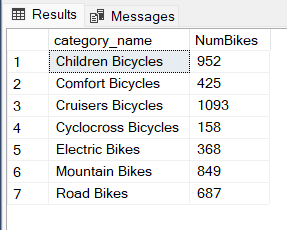 Results Messages
category_name NumBikes
1 Children Bicycles 952
2 Comfort Bicycles 425
3 Cruisers Bicycles 1093
4 Cyclocross Bicycles 158
5 Electric Bikes 368
6 Mountain Bikes 849
7 Road Bikes 687